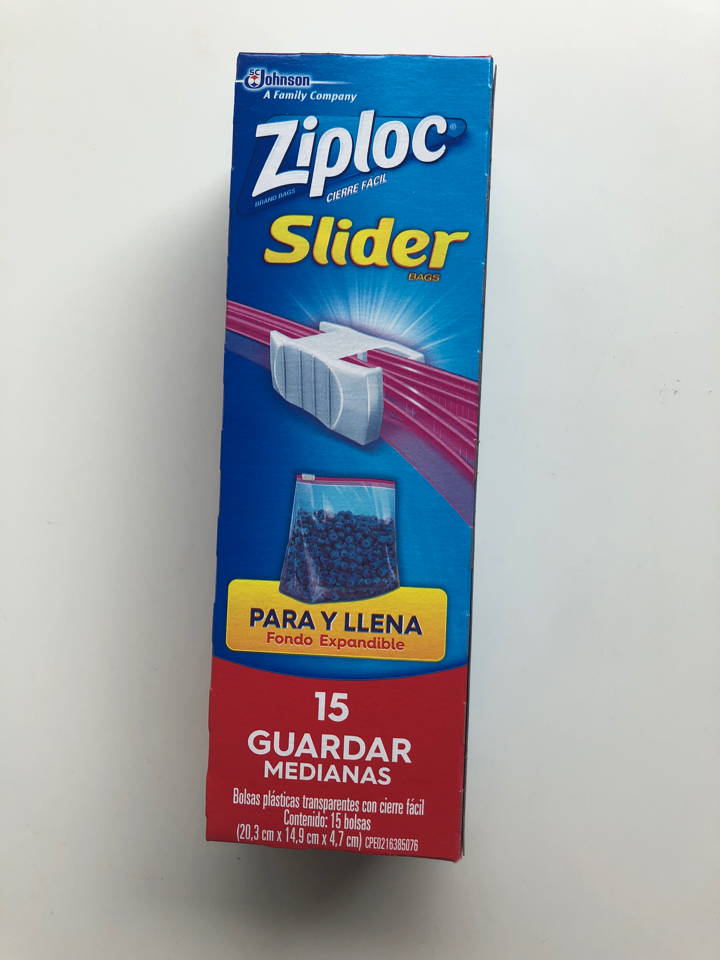 SC Johnson
A Family Company
Ziploc®
BRAND BAGS CIERRE FÁCIL
Slider
BAGS
PARA Y LLENA
Fondo Expandible
15
GUARDAR
MEDIANAS
Bolsas plásticas transparentes con cierre fácil
Contenido: 15 bolsas
(20,3 cm x 14,9 cm x 4,7 cm) CPE0216385076